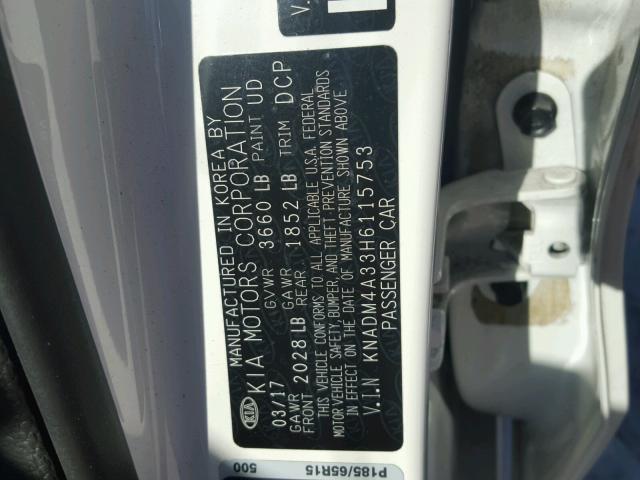 V.
MANUFACTURED IN KOREA BY
KIA KIA MOTORS CORPORATION
03/17 GVWR 3660 LB PAINT UD
GAWR FRONT 2028 LB GAWR REAR 1852 LB TRIM DCP
THIS VEHICLE CONFORMS TO ALL APPLICABLE U.S.A. FEDERAL
MOTOR VEHICLE SAFETY, BUMPER, AND THEFT PREVENTION STANDARDS
IN EFFECT ON THE DATE OF MANUFACTURE SHOWN ABOVE
V.I.N KNADM4A33H6115753
PASSENGER CAR
500
P185/65R15